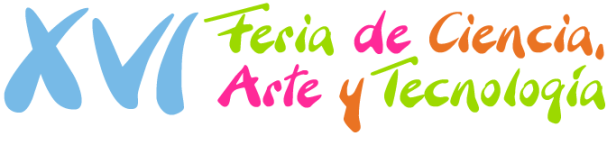 XVI Feria de Ciencia,
Arte y Tecnología